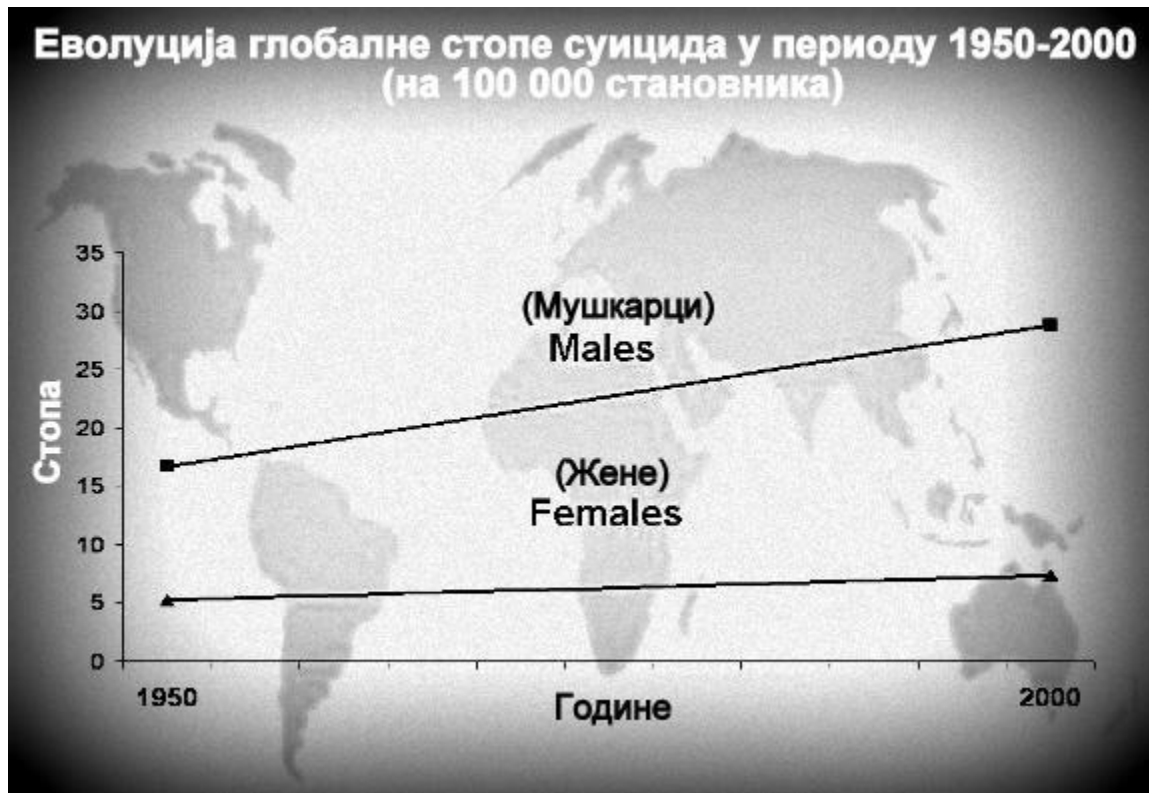 Еволуција глобалне стопе суицида у периоду 1950-2000
(на 100 000 становника)
35
30
25
20
15
10
5
0
Стопа
(Мушкарци)
Males
(Жене)
Females
1950
2000
Године